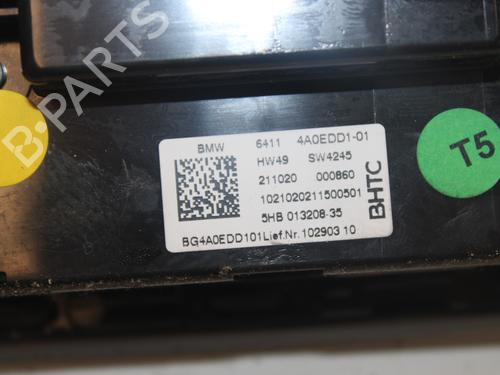 B-Parts
BMW 6411 4A0EDD1-01
HW49 SW4245
211020 000860
1021020211500501
5HB 013208-35
BHTC
BG4A0EDD101Lief.Nr.102903 10
T5